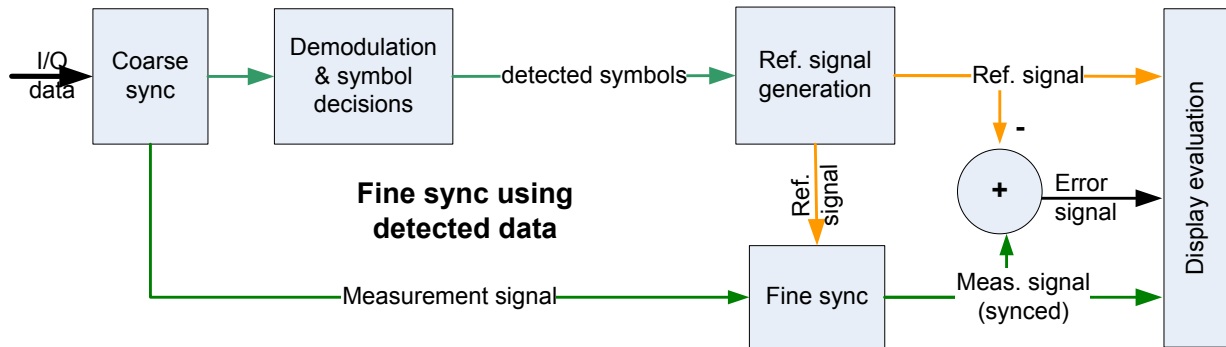 I/Q
data
Coarse
sync
Demodulation
& symbol
decisions
detected symbols
Ref. signal
generation
Ref. signal
-
+
Error
signal
Display evaluation
Ref.
signal
Fine sync using
detected data
Measurement signal
Fine sync
Meas. signal
(synced)